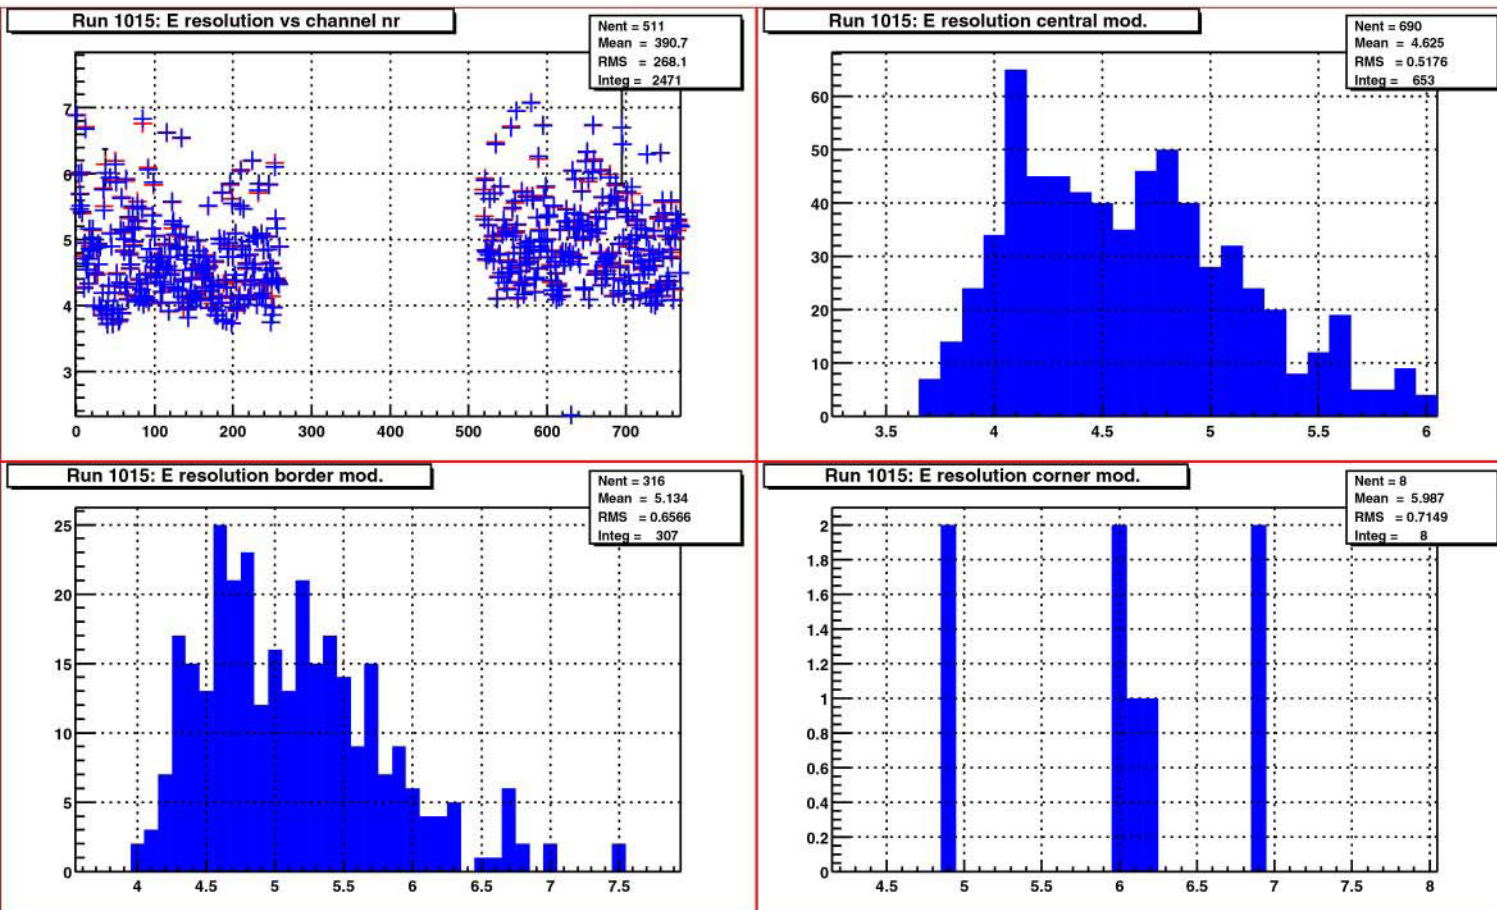 Run 1015: E resolution vs channel nr
Nent = 511
Mean = 390.7
RMS = 268.1
Integ = 2471
7
6
5
4
3
0 100 200 300 400 500 600 700
Run 1015: E resolution central mod.
Nent = 690
Mean = 4.625
RMS = 0.5176
Integ = 653
60
50
40
30
20
10
0
3.5 4 4.5 5 5.5 6
Run 1015: E resolution border mod.
Nent = 316
Mean = 5.134
RMS = 0.6566
Integ = 307
25
20
15
10
5
0
4 4.5 5 5.5 6 6.5 7 7.5
Run 1015: E resolution corner mod.
Nent = 8
Mean = 5.987
RMS = 0.7149
Integ = 8
2
1.8
1.6
1.4
1.2
1
0.8
0.6
0.4
0.2
0
4.5 5 5.5 6 6.5 7 7.5 8